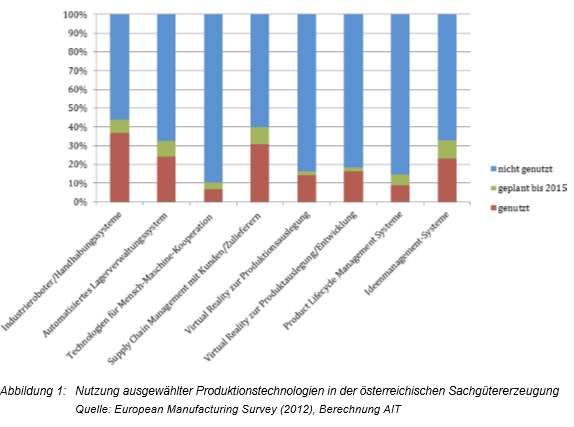 100%
90%
80%
70%
60%
50%
40%
30%
20%
10%
0%
nicht genutzt
geplant bis 2015
genutzt
Industrieroboter/Handhabungssysteme
Automatisiertes Lagerverwaltungssystem
Technologien für Mensch-Maschine-Kooperation
Supply Chain Management mit Kunden/Zulieferern
Virtual Reality zur Produktionsauslegung
Virtual Reality zur Produktauslegung/Entwicklung
Product Lifecycle Management Systeme
Ideenmanagement-Systeme
Abbildung 1: Nutzung ausgewählter Produktionstechnologien in der österreichischen Sachgütererzeugung
Quelle: European Manufacturing Survey (2012), Berechnung AIT